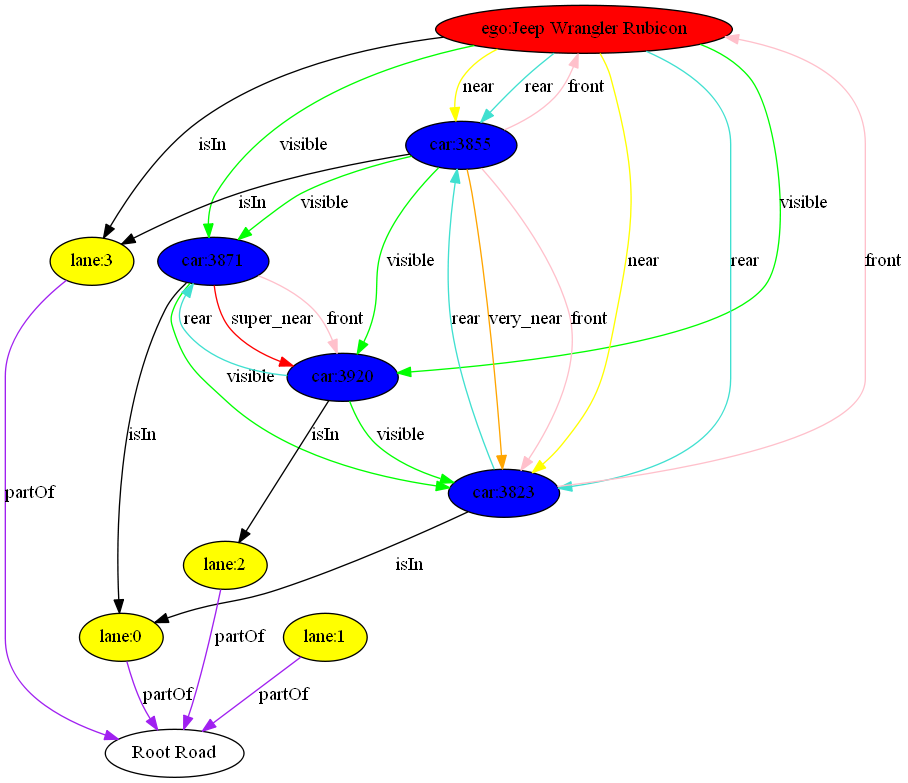 ego:Jeep Wrangler Rubicon
near
rear
front
isIn
visible
car:3855
isIn
visible
visible
lane:3
car:3871
visible
near
rear
front
rear
super_near
front
rear
very_near
front
visible
car:3920
isIn
isIn
visible
partOf
car:3823
lane:2
isIn
lane:0
partOf
lane:1
partOf
partOf
Root Road